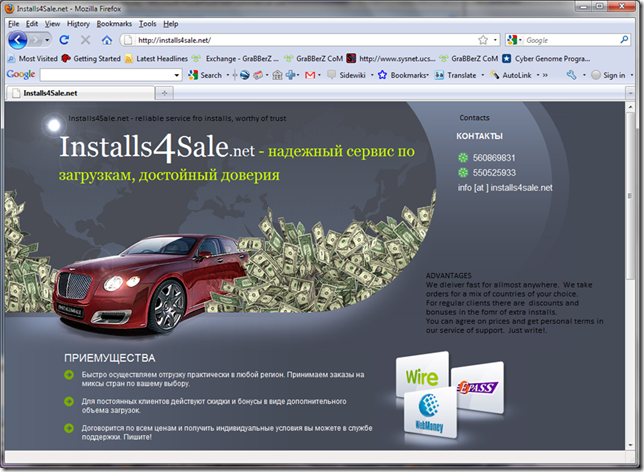 Installs4Sale.net - Mozilla Firefox
File Edit View History Bookmarks Tools Help
http://installs4sale.net/
Google
Most Visited Getting Started Latest Headlines Exchange - GraBBerZ ... GraBBerZ CoM http://www.sysnet.ucs... GraBBerZ CoM Cyber Genome Progra...
Google Search Sidewiki Bookmarks Translate AutoLink Sign in
Installs4Sale.net
Installs4Sale.net - reliable service fro installs, worthy of trust
Contacts
Installs4Sale.net - надежный сервис по
загрузкам, достойный доверия
КОНТАКТЫ
560869831
550525933
info [at ] installs4sale.net
ADVANTAGES
We dleiver fast for allmost anywhere. We take
orders for a mix of countries of your choice.
For regular clients there are discounts and
bonuses in the fomr of extra installs.
You can agree on prices and get personal terms in
our service of support. Just write!
ПРИЕМУЩЕСТВА
Быстро осуществляем отгрузку практически в любой регион. Принимаем заказы на
миксы стран по вашему выбору.
Для постоянных клиентов действуют скидки и бонусы в виде дополнительного
объема загрузок.
Договорится по всем ценам и получить индивидуальные условия вы можете в службе
поддержки. Пишите!
Wire
EPASS
WebMoney